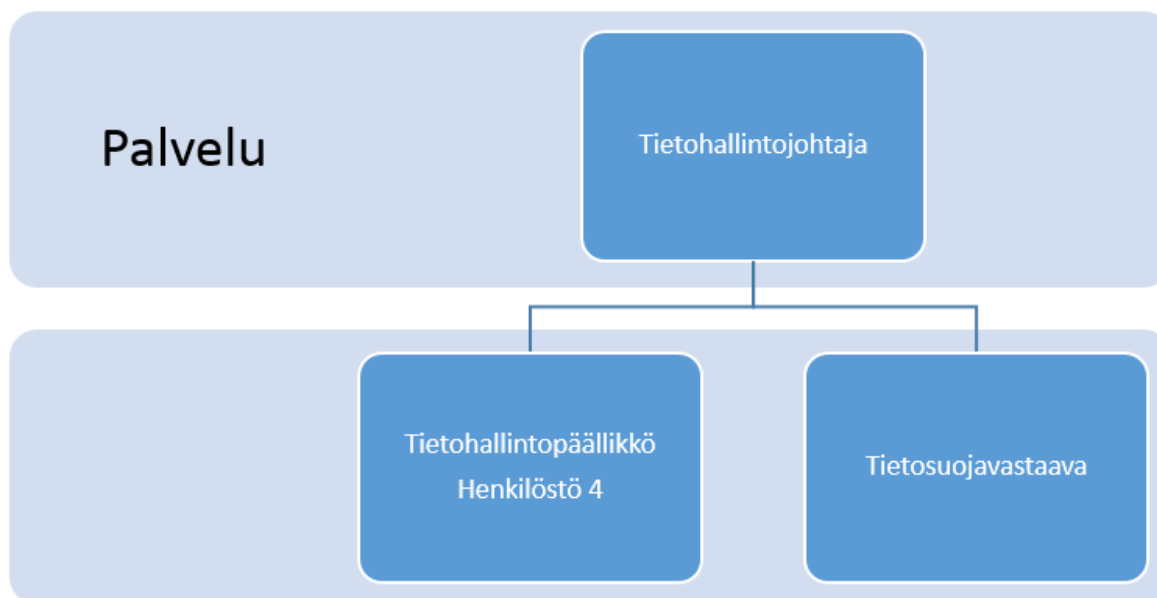 Palvelu
Tietohallintojohtaja
Tietohallintopäällikkö
Henkilöstö 4
Tietosuojavastaava